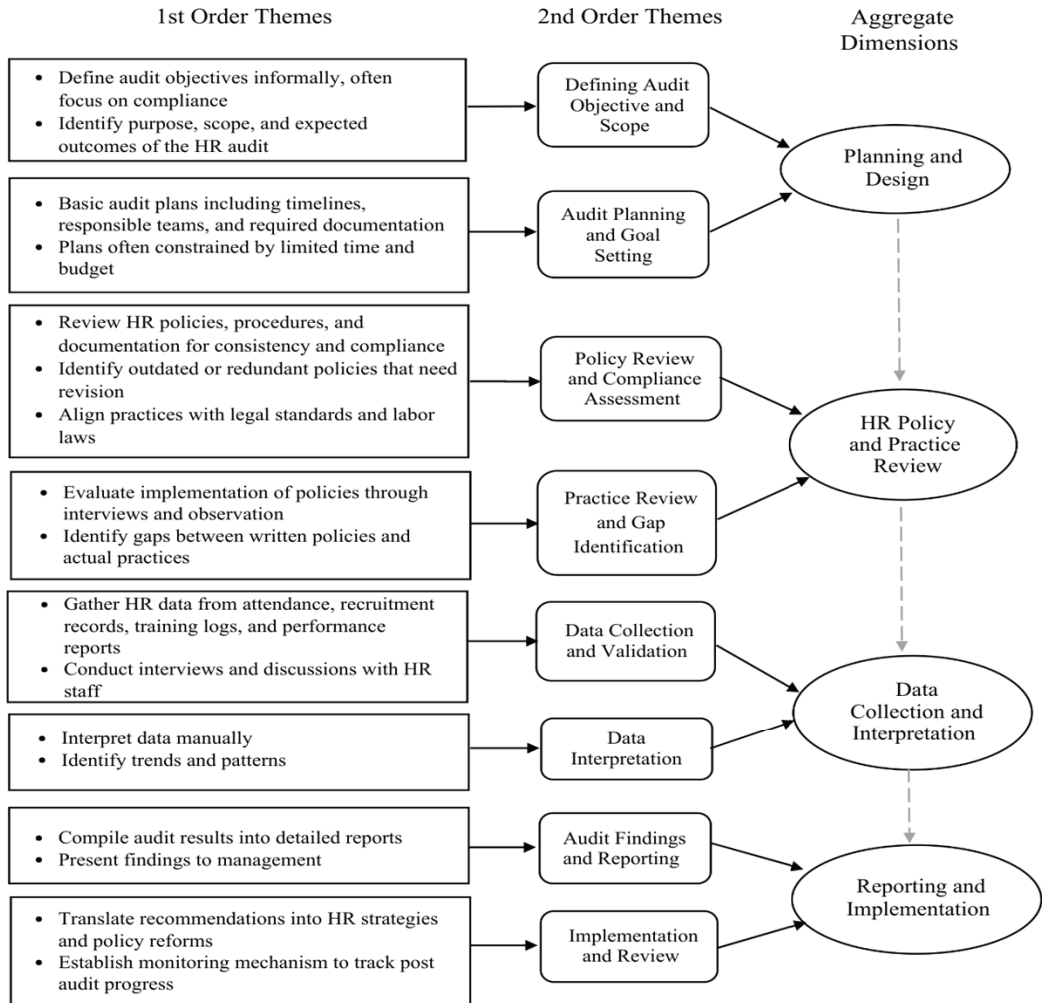 1st Order Themes
2nd Order Themes
Aggregate
Dimensions
• Define audit objectives informally, often
focus on compliance
• Identify purpose, scope, and expected
outcomes of the HR audit
Defining Audit
Objective and
Scope
Planning and
Design
• Basic audit plans including timelines,
responsible teams, and required documentation
• Plans often constrained by limited time and
budget
Audit Planning
and Goal
Setting
• Review HR policies, procedures, and
documentation for consistency and compliance
• Identify outdated or redundant policies that need
revision
• Align practices with legal standards and labor
laws
Policy Review
and Compliance
Assessment
HR Policy
and Practice
Review
• Evaluate implementation of policies through
interviews and observation
• Identify gaps between written policies and
actual practices
Practice Review
and Gap
Identification
• Gather HR data from attendance, recruitment
records, training logs, and performance
reports
• Conduct interviews and discussions with HR
staff
Data Collection
and Validation
Data
Collection and
Interpretation
• Interpret data manually
• Identify trends and patterns
Data
Interpretation
• Compile audit results into detailed reports
• Present findings to management
Audit Findings
and Reporting
Reporting and
Implementation
• Translate recommendations into HR strategies
and policy reforms
• Establish monitoring mechanism to track post
audit progress
Implementation
and Review